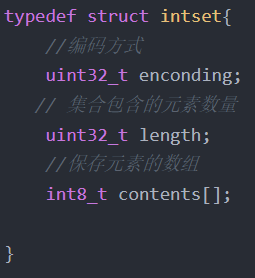 typedef struct intset{
//编码方式
uint32_t enconding;
// 集合包含的元素数量
uint32_t length;
//保存元素的数组
int8_t contents[];
}